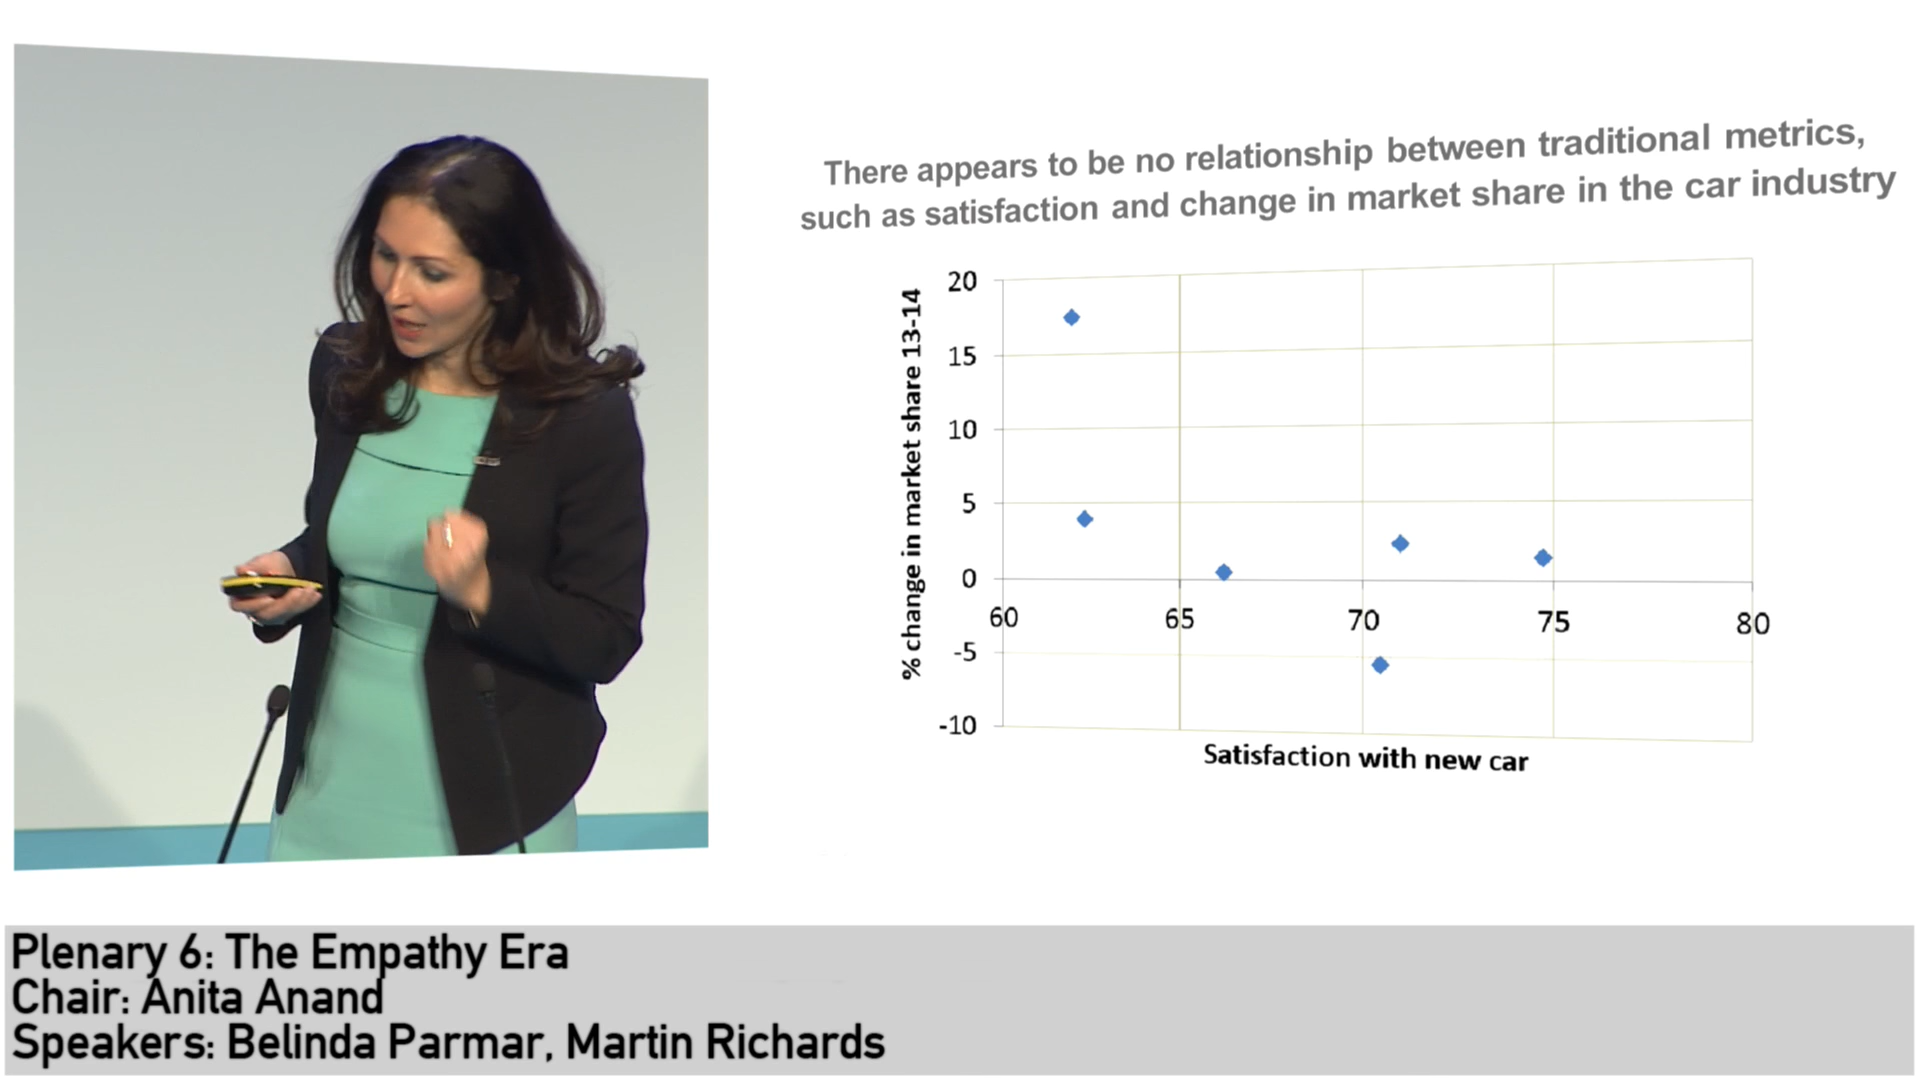 There appears to be no relationship between traditional metrics,
such as satisfaction and change in market share in the car industry
% change in market share 13-14
20
15
10
5
0
-5
-10
60
65
70
75
80
Satisfaction with new car
Plenary 6: The Empathy Era
Chair: Anita Anand
Speakers: Belinda Parmar, Martin Richards